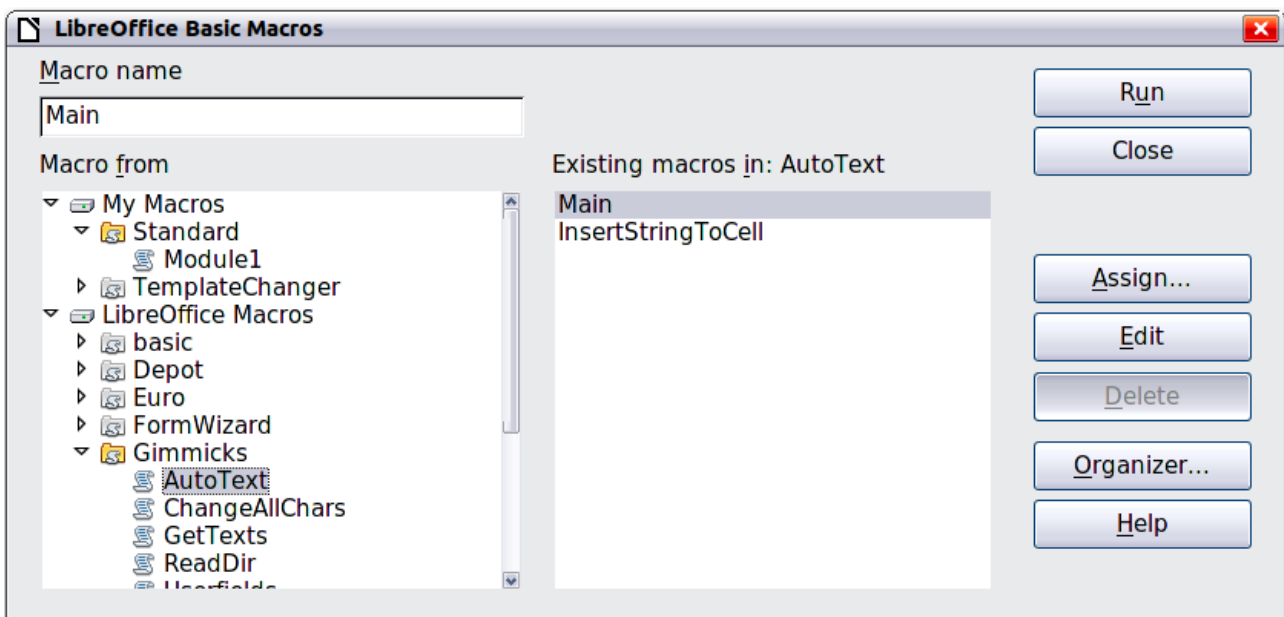 LibreOffice Basic Macros
Macro name
Main
Macro from
My Macros
Standard
Module1
TemplateChanger
LibreOffice Macros
basic
Depot
Euro
FormWizard
Gimmicks
AutoText
ChangeAllChars
GetTexts
ReadDir
Existing macros in: AutoText
Main
InsertStringToCell
Run
Close
Assign...
Edit
Delete
Organizer...
Help